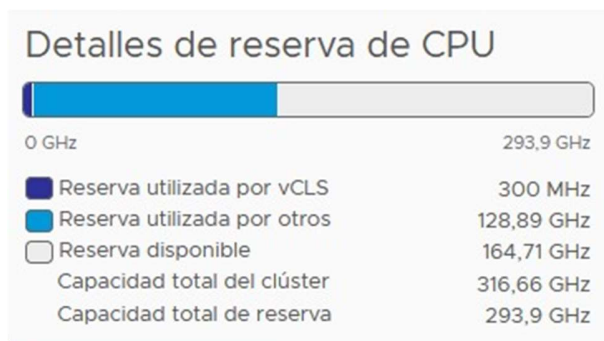 Detalles de reserva de CPU
0 GHz 293,9 GHz
Reserva utilizada por vCLS 300 MHz
Reserva utilizada por otros 128,89 GHz
Reserva disponible 164,71 GHz
Capacidad total del clúster 316,66 GHz
Capacidad total de reserva 293,9 GHz